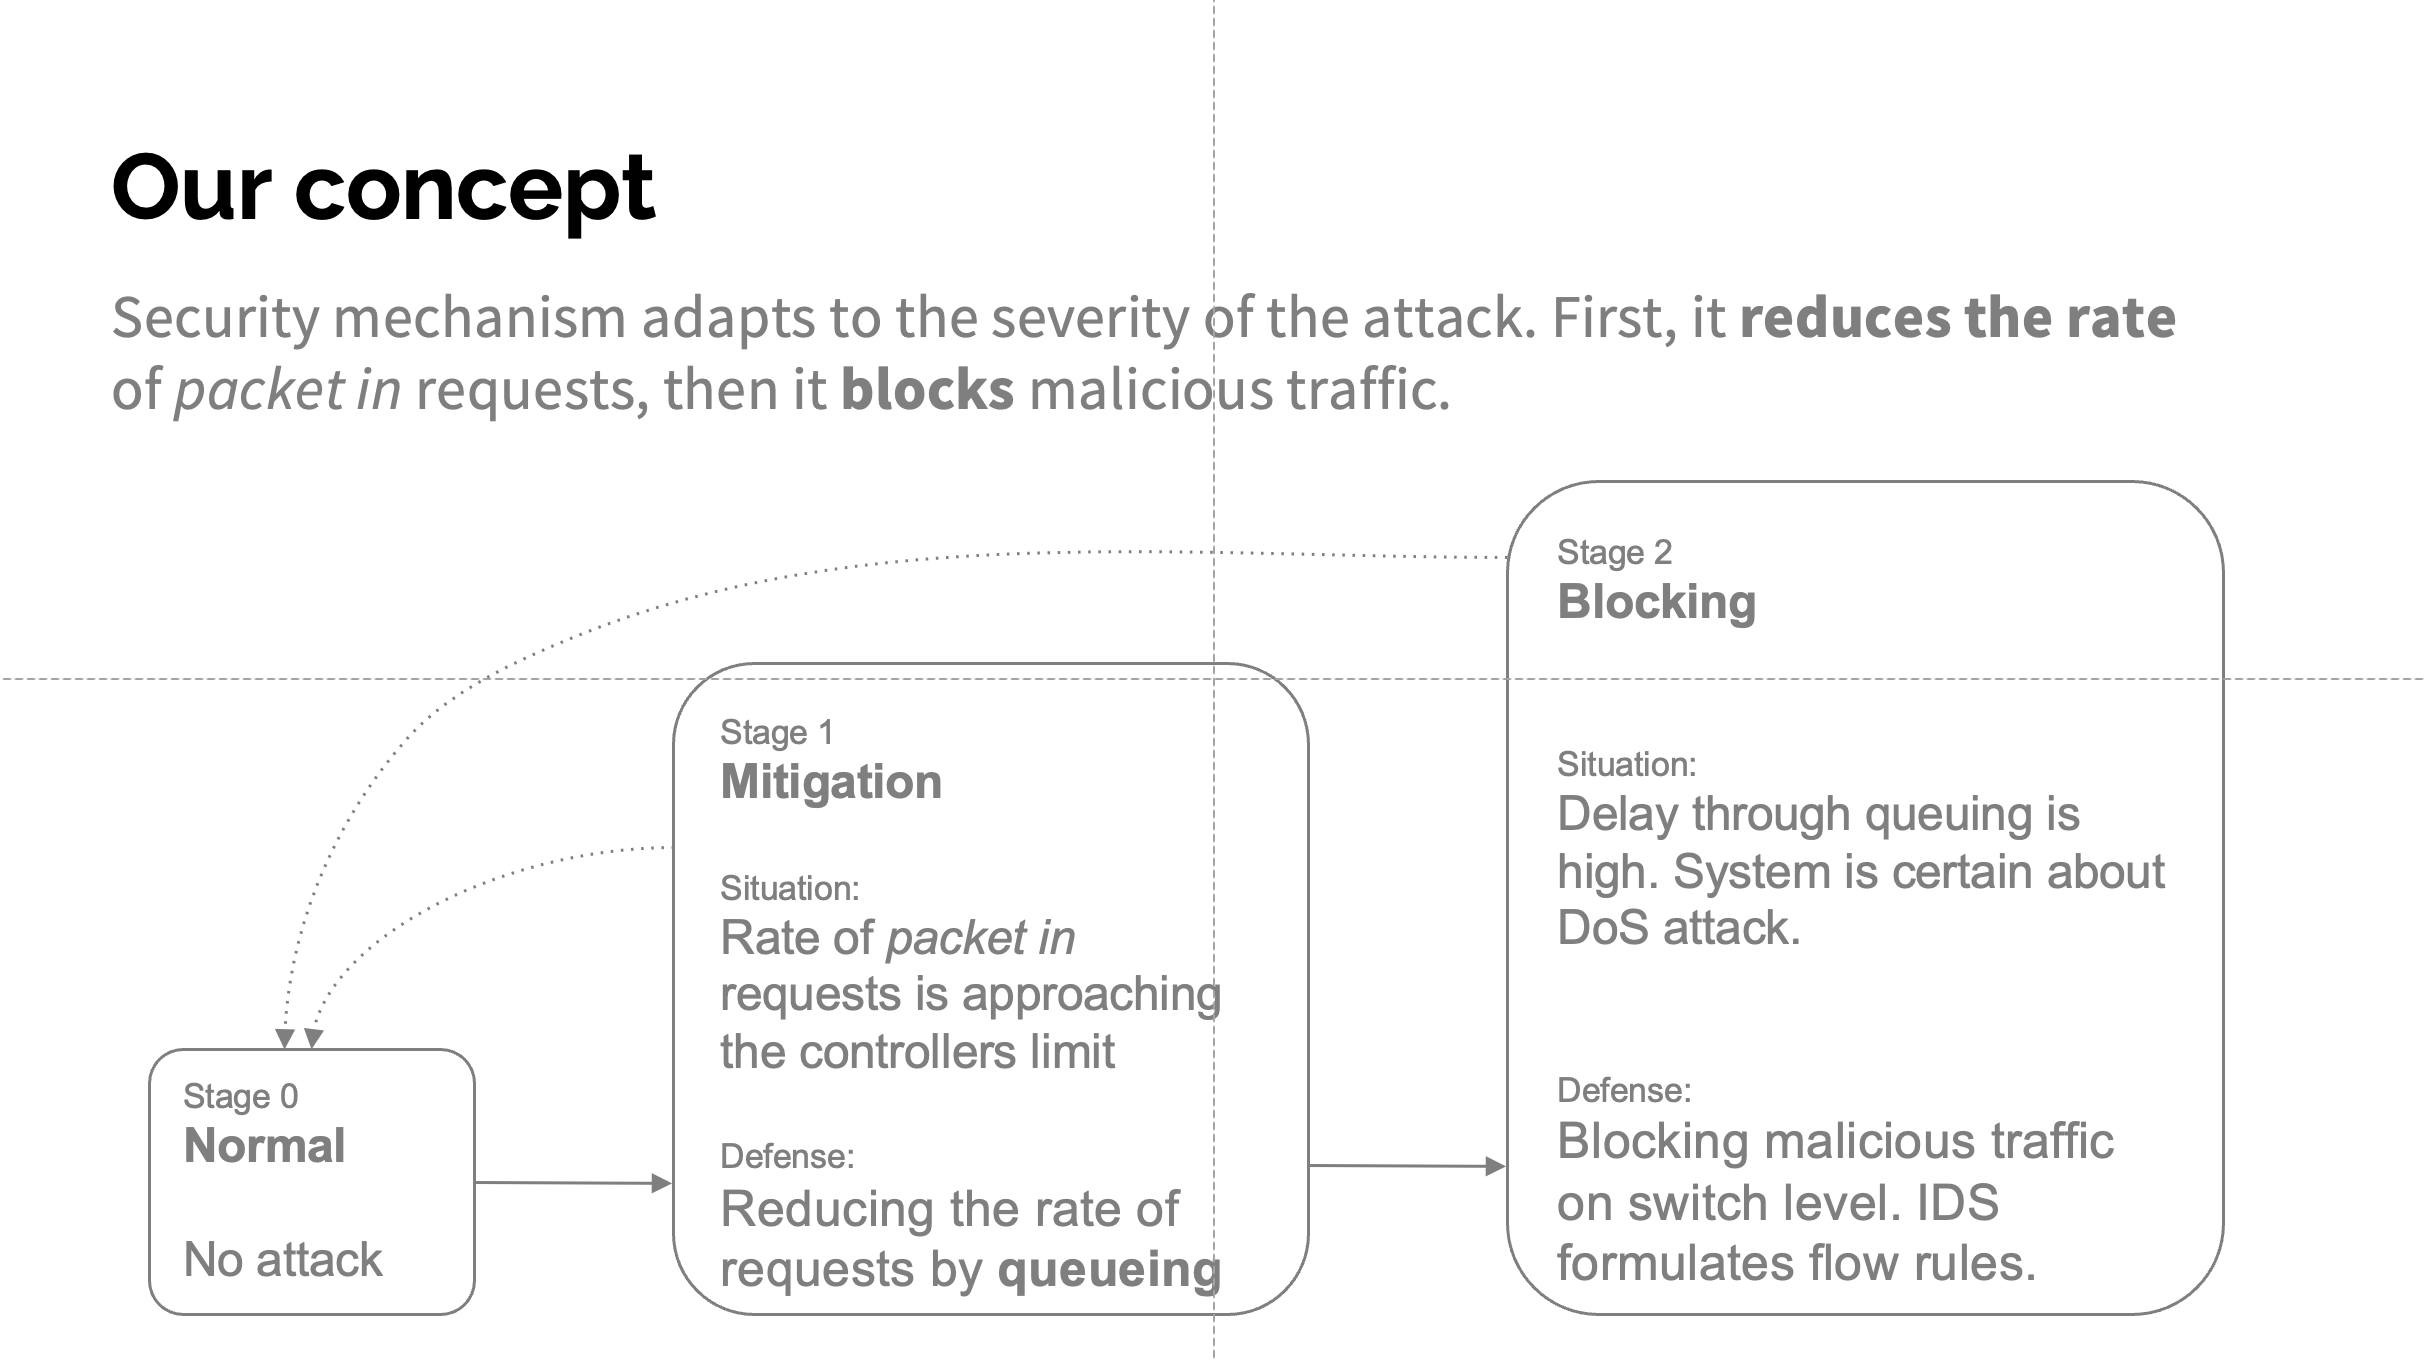 Our concept
Security mechanism adapts to the severity of the attack. First, it reduces the rate
of packet in requests, then it blocks malicious traffic.
Stage 0
Normal
No attack
Stage 1
Mitigation
Situation:
Rate of packet in
requests is approaching
the controllers limit
Defense:
Reducing the rate of
requests by queueing
Stage 2
Blocking
Situation:
Delay through queuing is
high. System is certain about
DoS attack.
Defense:
Blocking malicious traffic
on switch level. IDS
formulates flow rules.